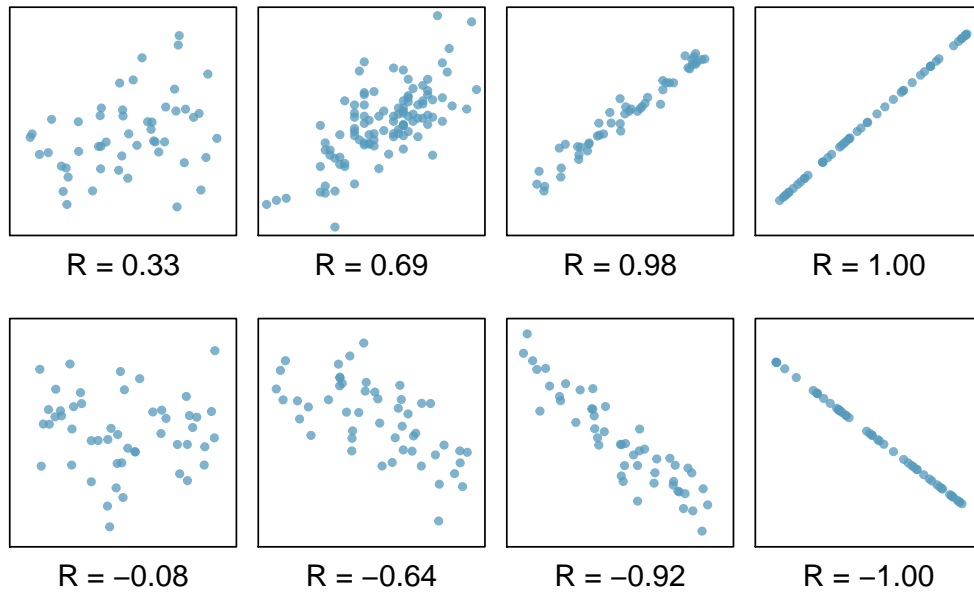 R = 0.33
R = 0.69
R = 0.98
R = 1.00
R = −0.08
R = −0.64
R = −0.92
R = −1.00